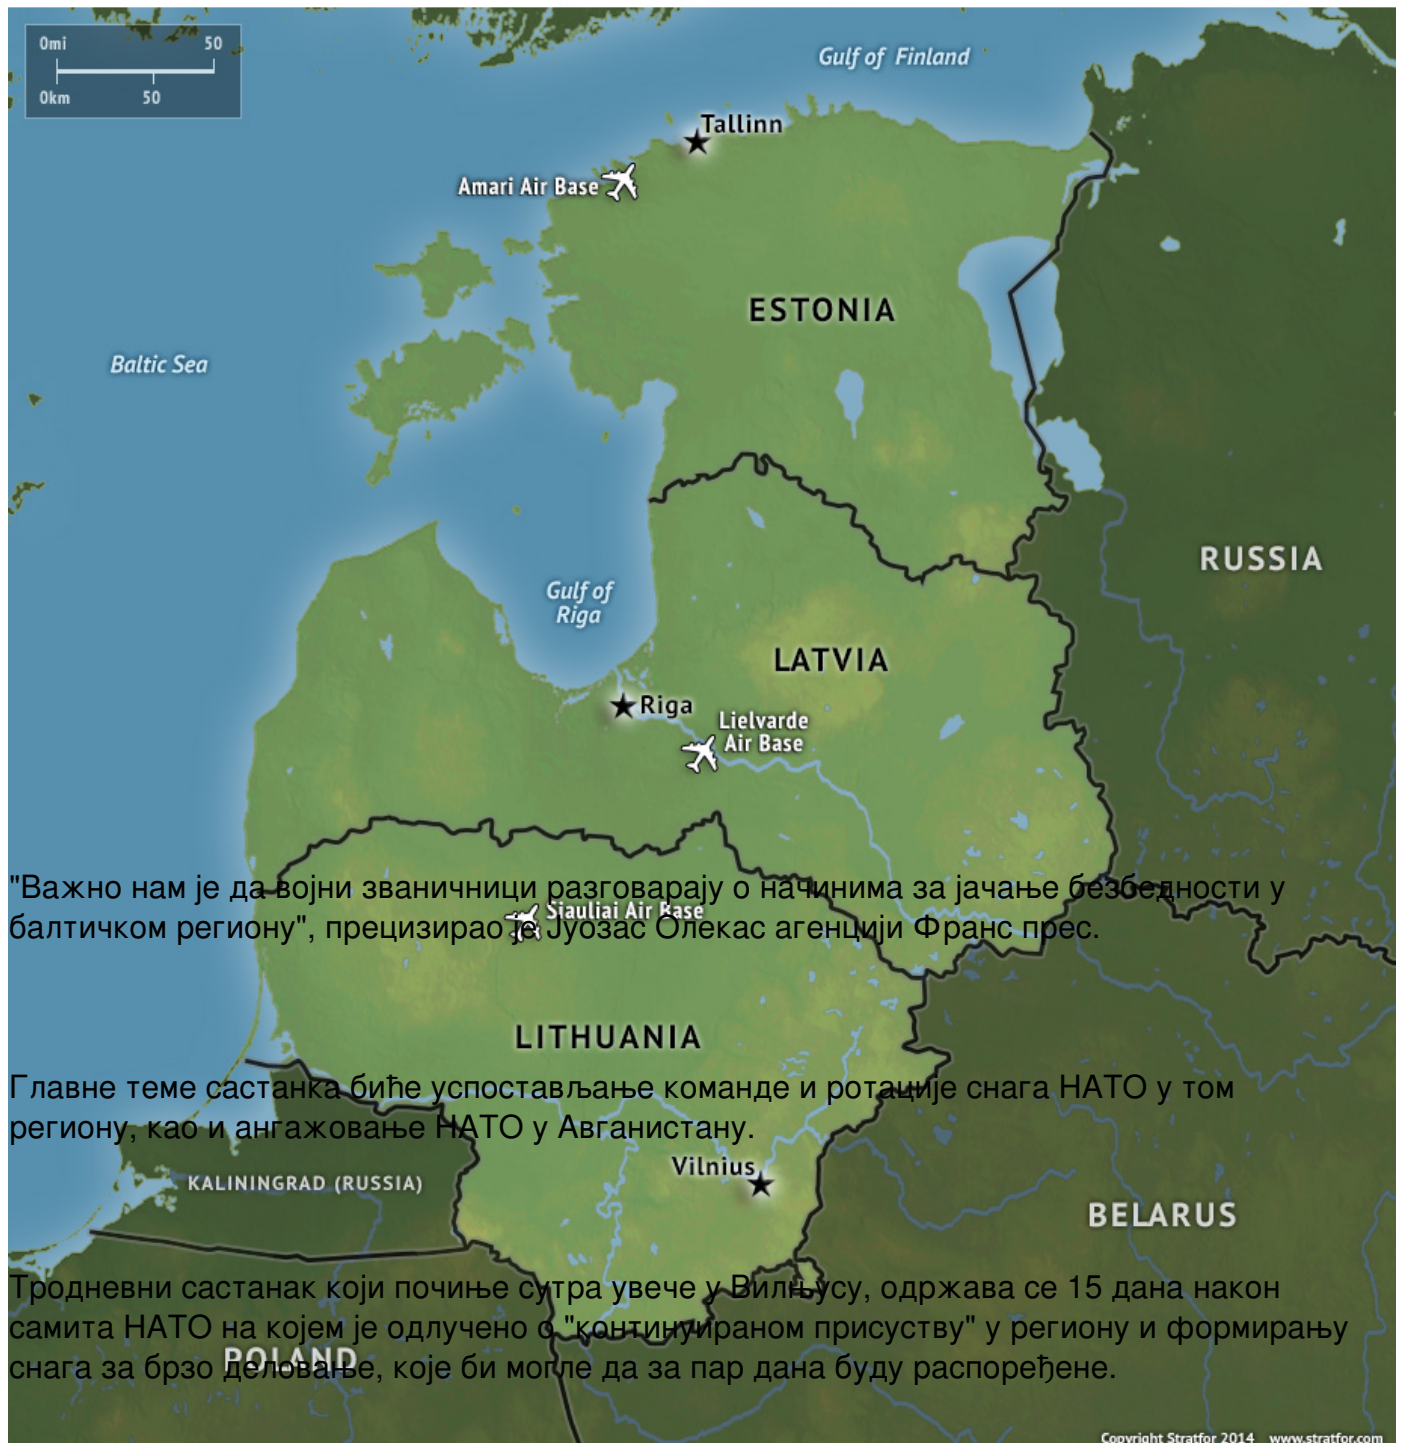 0mi 50
0km 50
Gulf of Finland
Tallinn
Amari Air Base
ESTONIA
Baltic Sea
RUSSIA
Gulf of
Riga
LATVIA
Riga
Lielvarde
Air Base
"Важно нам је да војни званичници разговарају о начинима за јачање безбедности у
Siauliai Air Base
балтичком региону", прецизирао је Јуозас Олекас агенцији Франс прес.
LITHUANIA
Главне теме састанка биће успостављање команде и ротације снага НАТО у том
региону, као и ангажовање НАТО у Авганистану.
Vilnius
KALININGRAD (RUSSIA)
BELARUS
Тродневни састанак који почиње сутра увече у Вилњусу, одржава се 15 дана након
самита НАТО на којем је одлучено о "континуираном присуству" у региону и формирању
POLAND
снага за брзо деловање, које би могле да за пар дана буду распоређене.
Copyright Stratfor 2014 www.stratfor.com